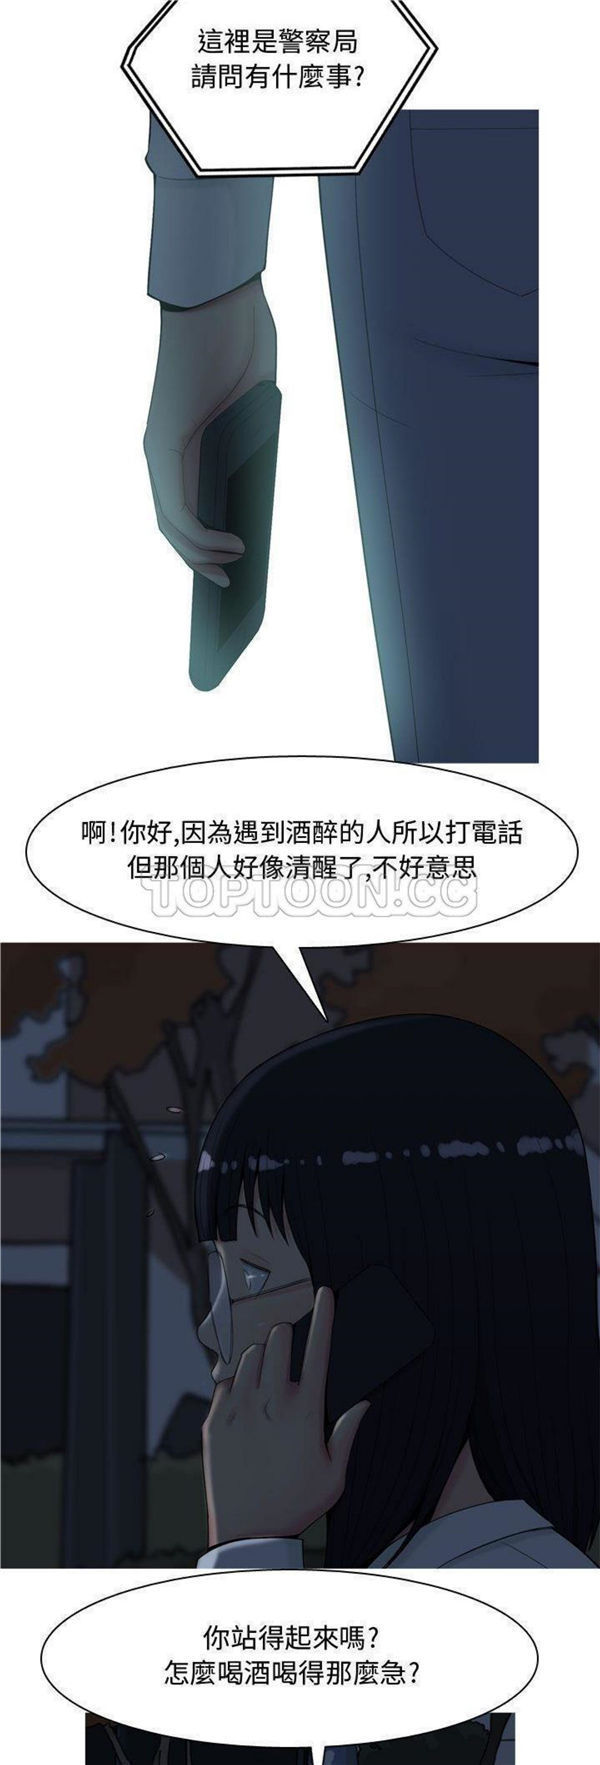 這裡是警察局
請問有什麼事?
啊!你好,因為遇到酒醉的人所以打電話
但那個人好像清醒了,不好意思
TOPTOON.CC
你站得起來嗎?
怎麼喝酒喝得那麼急?